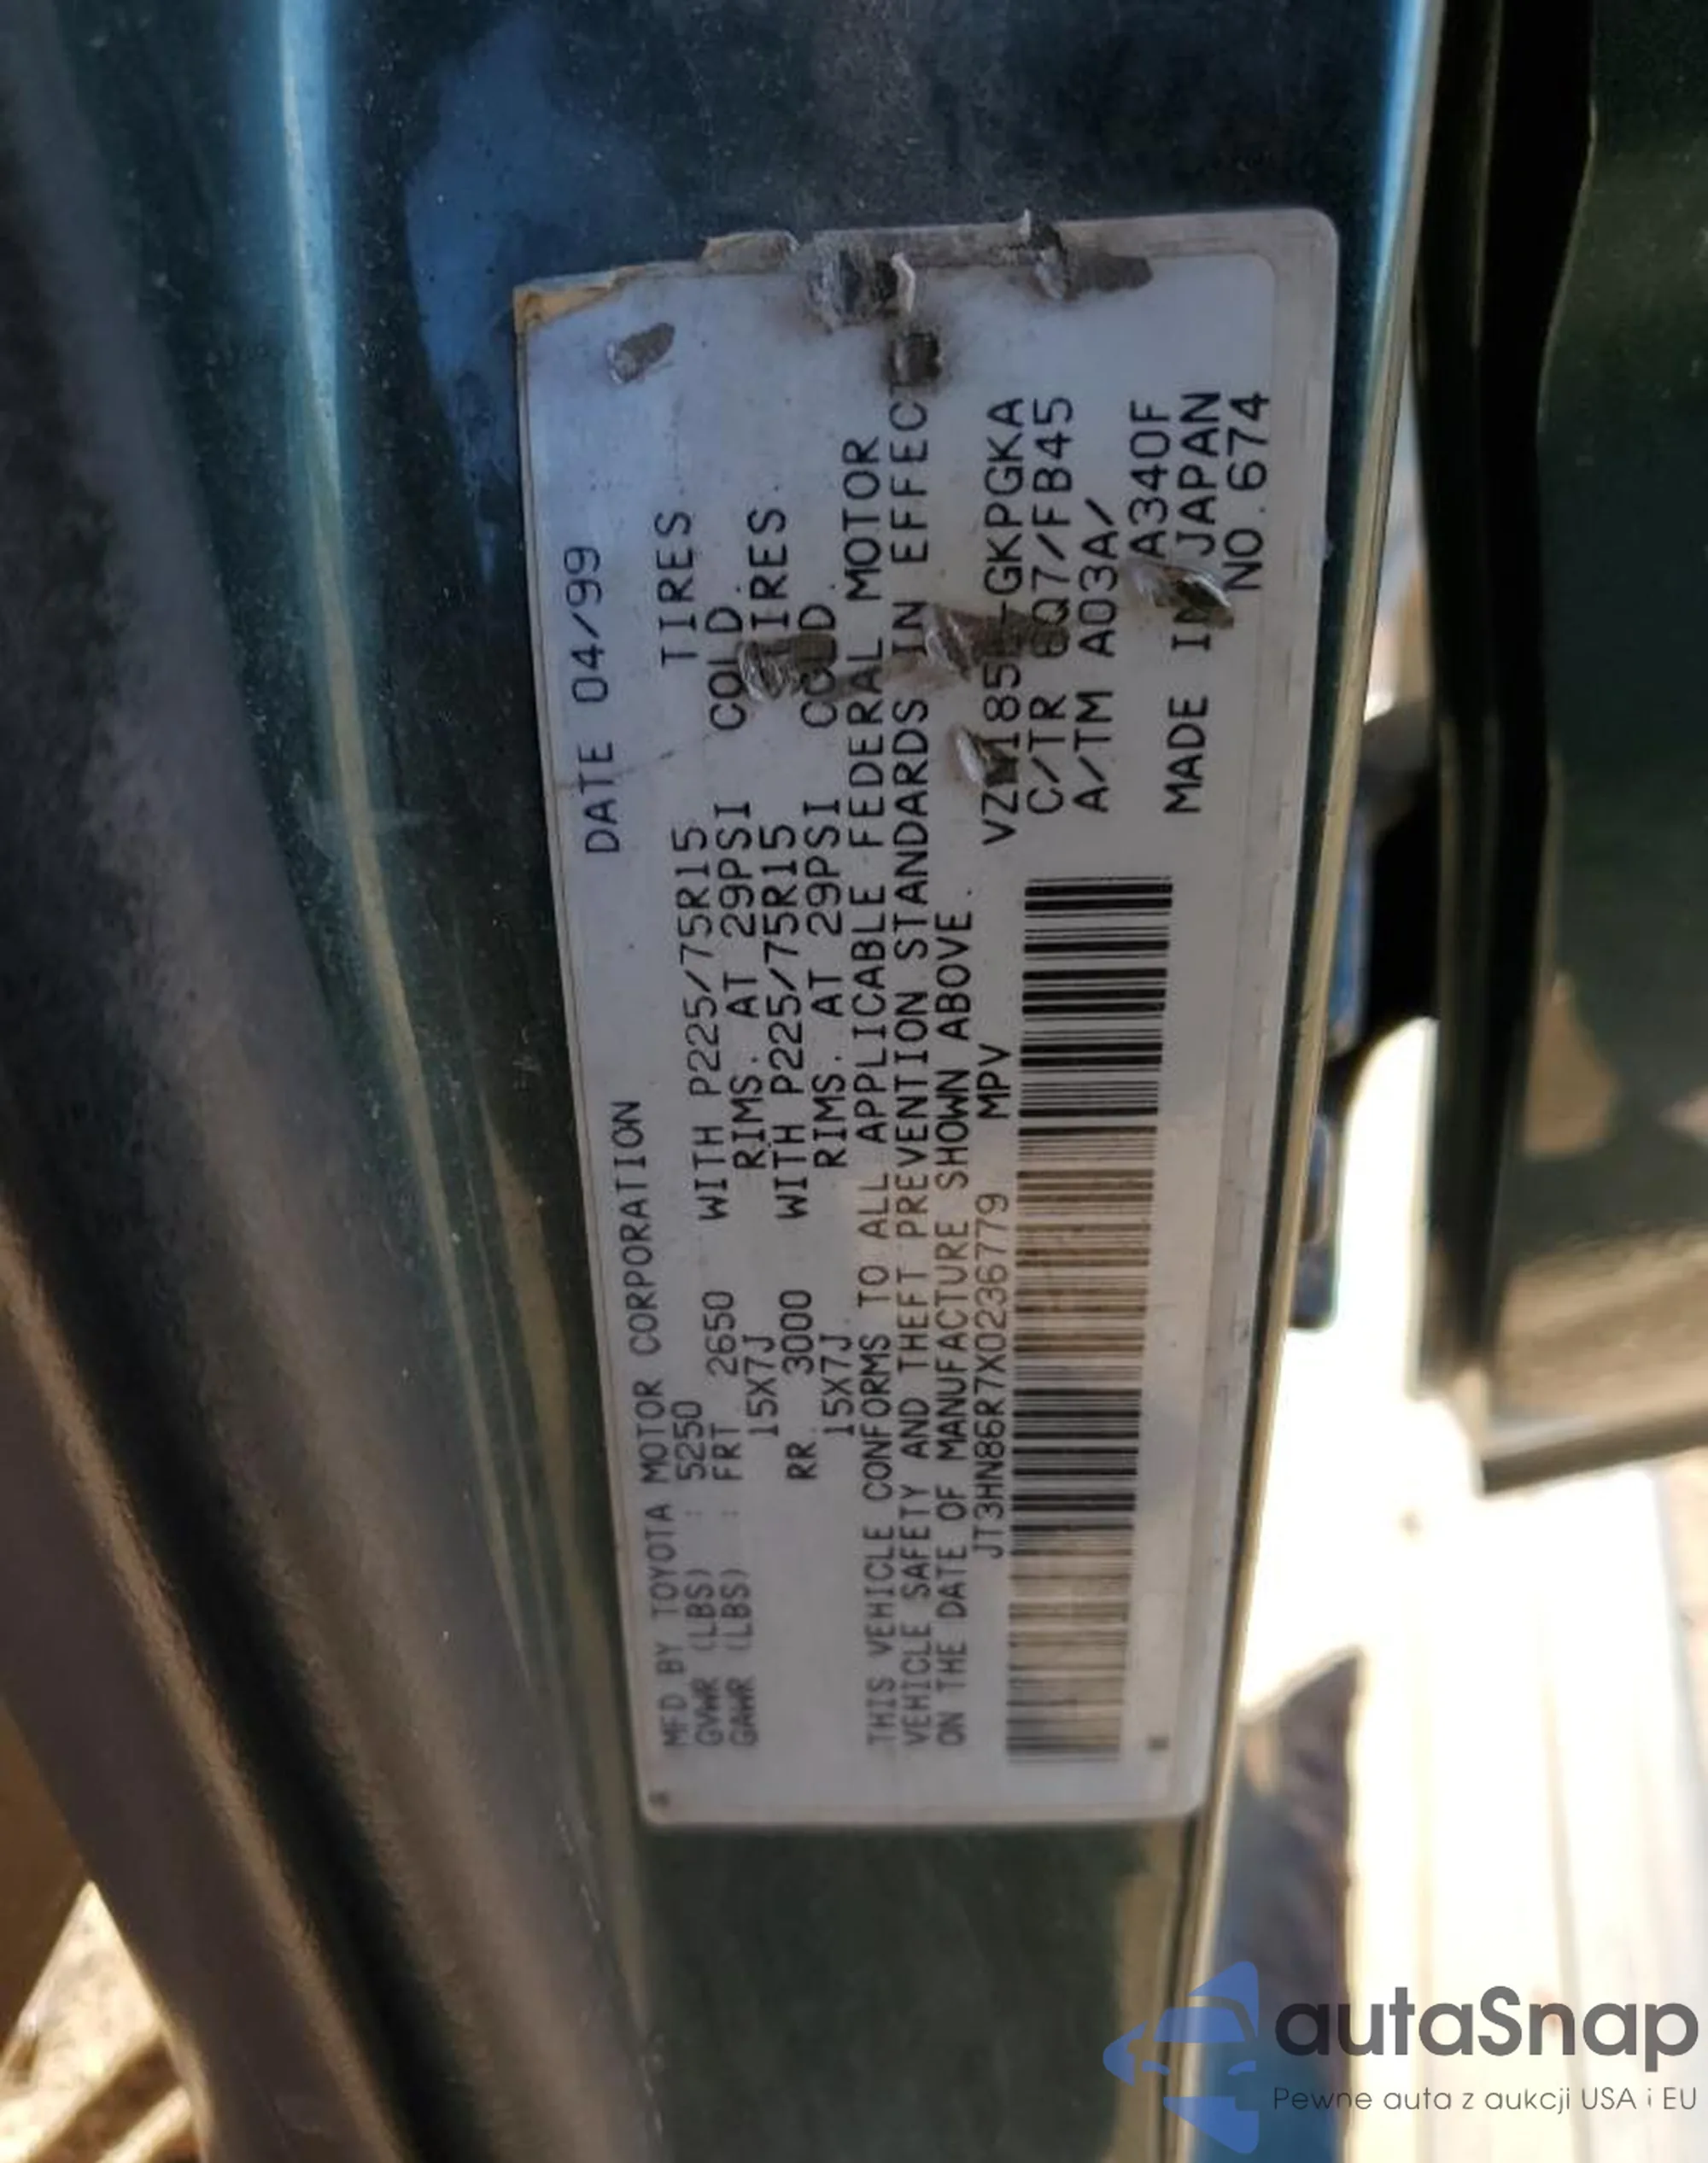 DATE 04/99
MFD BY TOYOTA MOTOR CORPORATION
GVWR (LBS) : 5250
GAWR (LBS) : FRT 2650 WITH P225/75R15 TIRES
15X7J RIMS. AT 29PSI COLD.
RR. 3000 WITH P225/75R15 TIRES.
15X7J RIMS. AT 29PSI COLD.
THIS VEHICLE CONFORMS TO ALL APPLICABLE FEDERAL MOTOR
VEHICLE SAFETY AND THEFT PREVENTION STANDARDS IN EFFECT
ON THE DATE OF MANUFACTURE SHOWN ABOVE.
JT3HN86R7X0236779 MPV
C/TR 6Q7/FB45
A/TM A03A/
A340F
MADE IN JAPAN
NO.674
autaSnap
Pewne auta z aukcji USA i EU